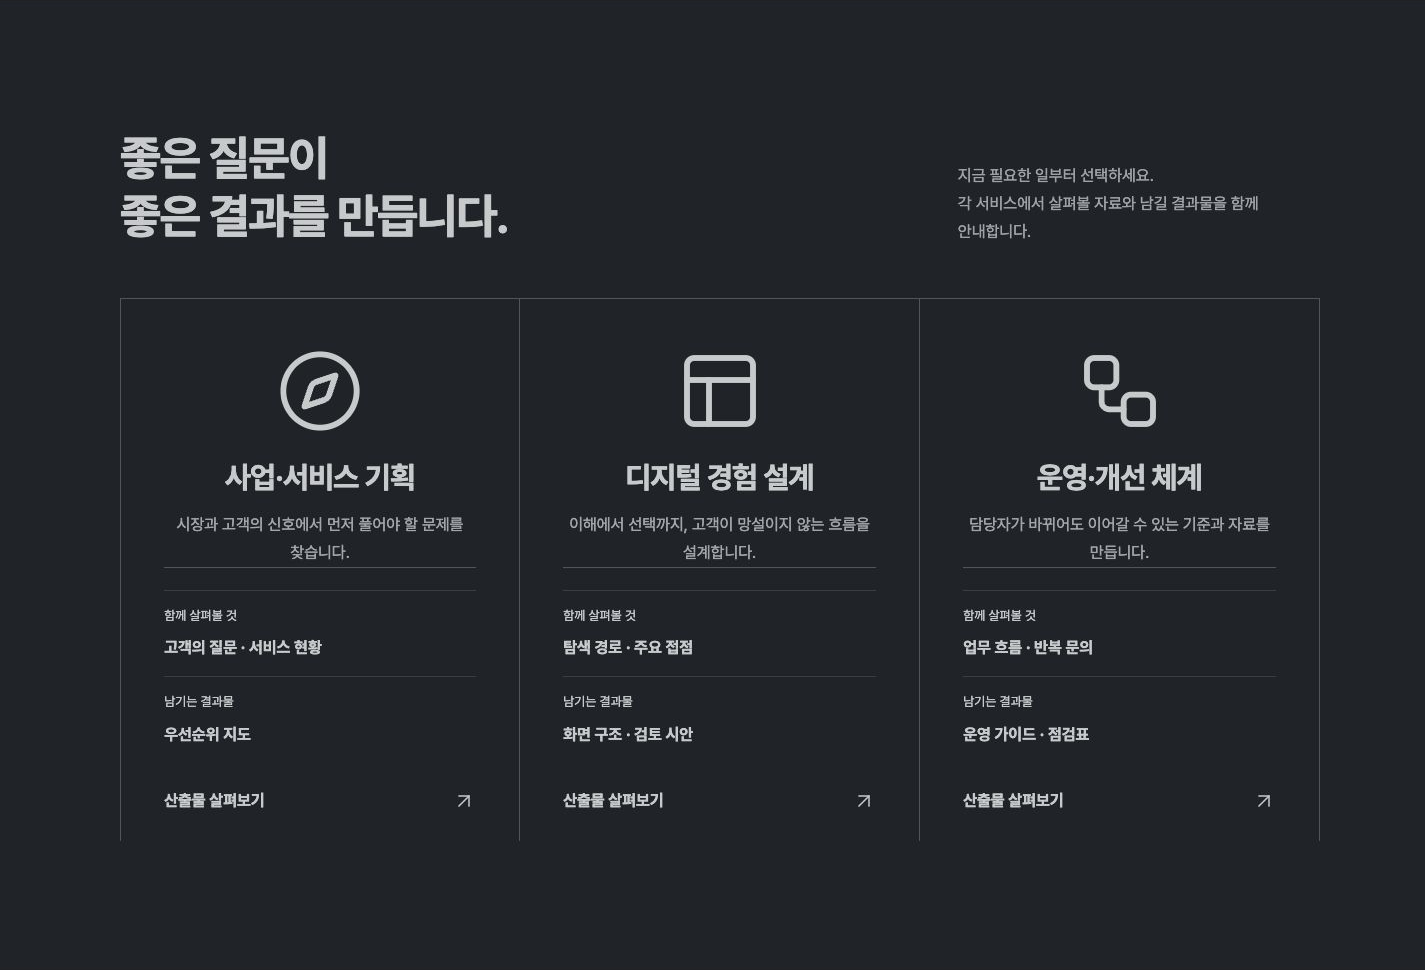 좋은 질문이
좋은 결과를 만듭니다.
지금 필요한 일부터 선택하세요.
각 서비스에서 살펴볼 자료와 남길 결과물을 함께
안내합니다.
사업·서비스 기획
시장과 고객의 신호에서 먼저 풀어야 할 문제를
찾습니다.
함께 살펴볼 것
고객의 질문 · 서비스 현황
남기는 결과물
우선순위 지도
산출물 살펴보기
디지털 경험 설계
이해에서 선택까지, 고객이 망설이지 않는 흐름을
설계합니다.
함께 살펴볼 것
탐색 경로 · 주요 접점
남기는 결과물
화면 구조 · 검토 시안
산출물 살펴보기
운영·개선 체계
담당자가 바뀌어도 이어갈 수 있는 기준과 자료를
만듭니다.
함께 살펴볼 것
업무 흐름 · 반복 문의
남기는 결과물
운영 가이드 · 점검표
산출물 살펴보기